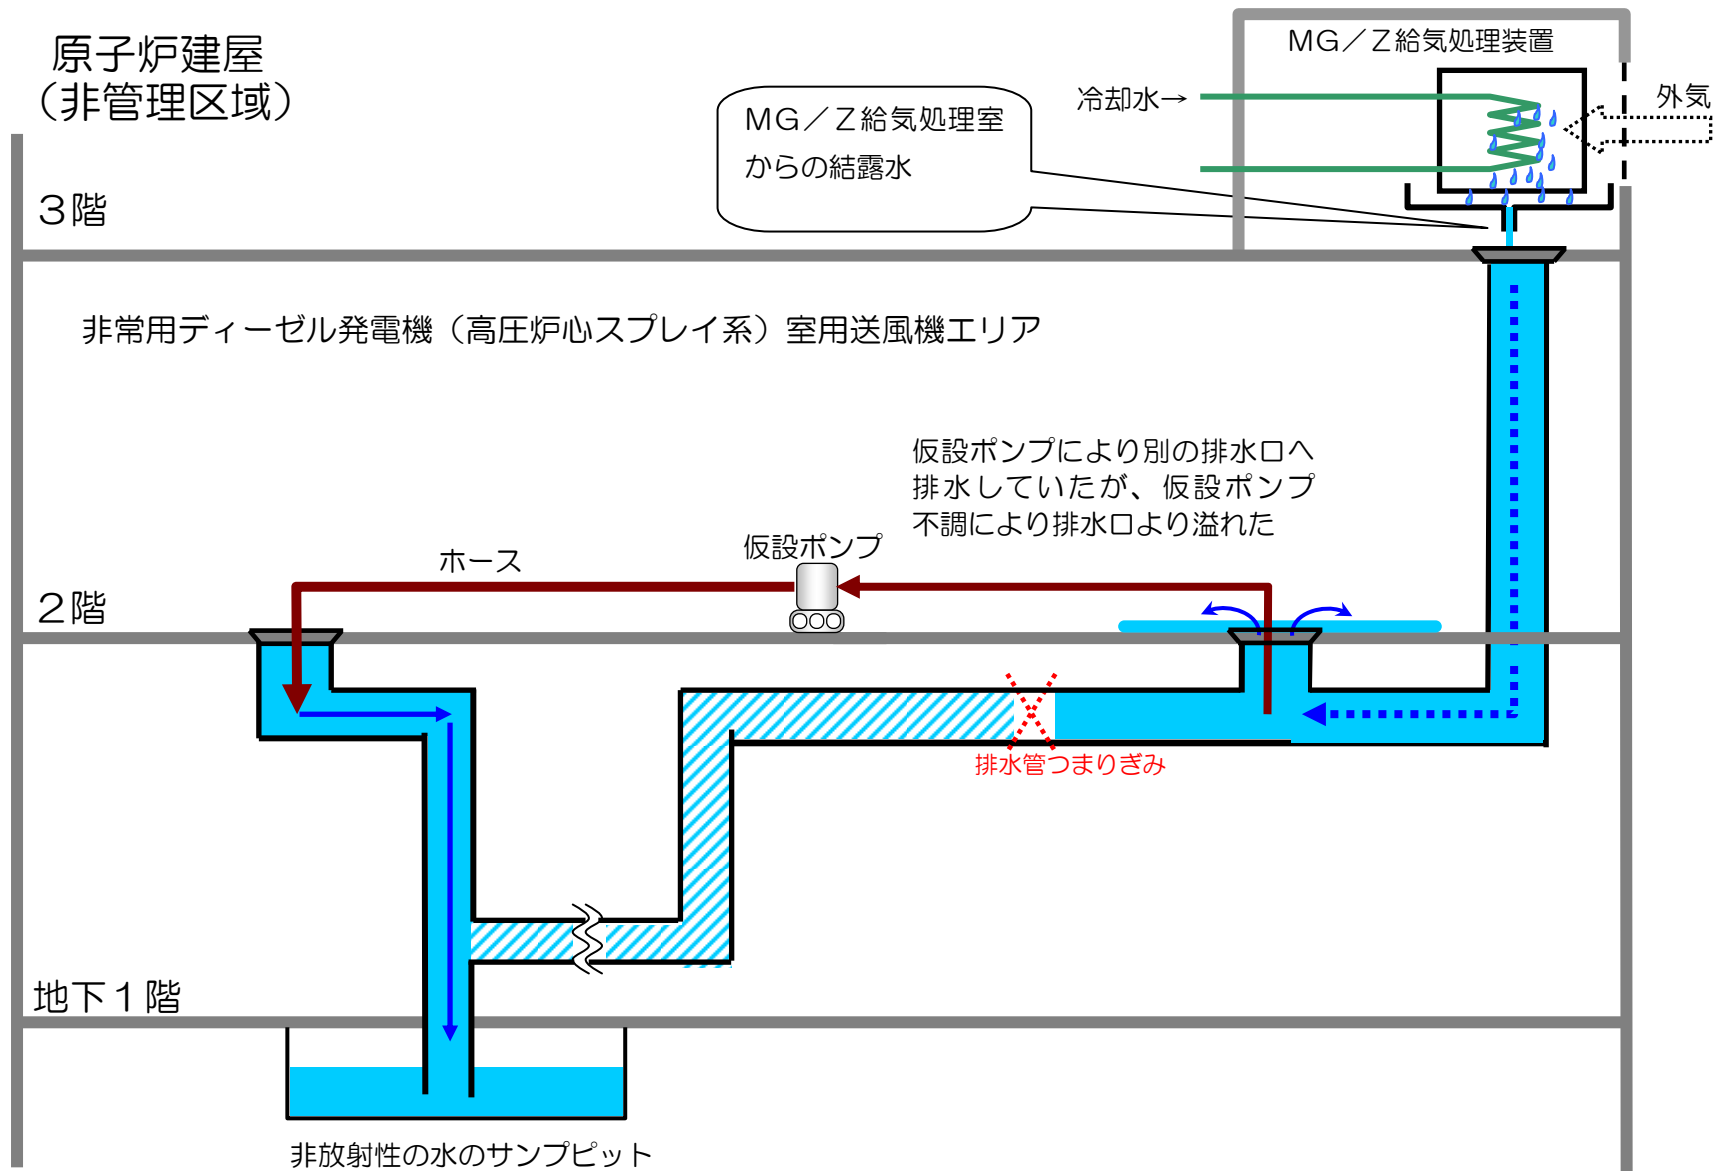 原子炉建屋
（非管理区域）
MG／Z給気処理装置
冷却水→
外気
MG／Z給気処理室
からの結露水
３階
非常用ディーゼル発電機（高圧炉心スプレイ系）室用送風機エリア
仮設ポンプにより別の排水口へ
排水していたが、仮設ポンプ
不調により排水口より溢れた
仮設ポンプ
ホース
２階
排水管つまりぎみ
地下１階
非放射性の水のサンプピット